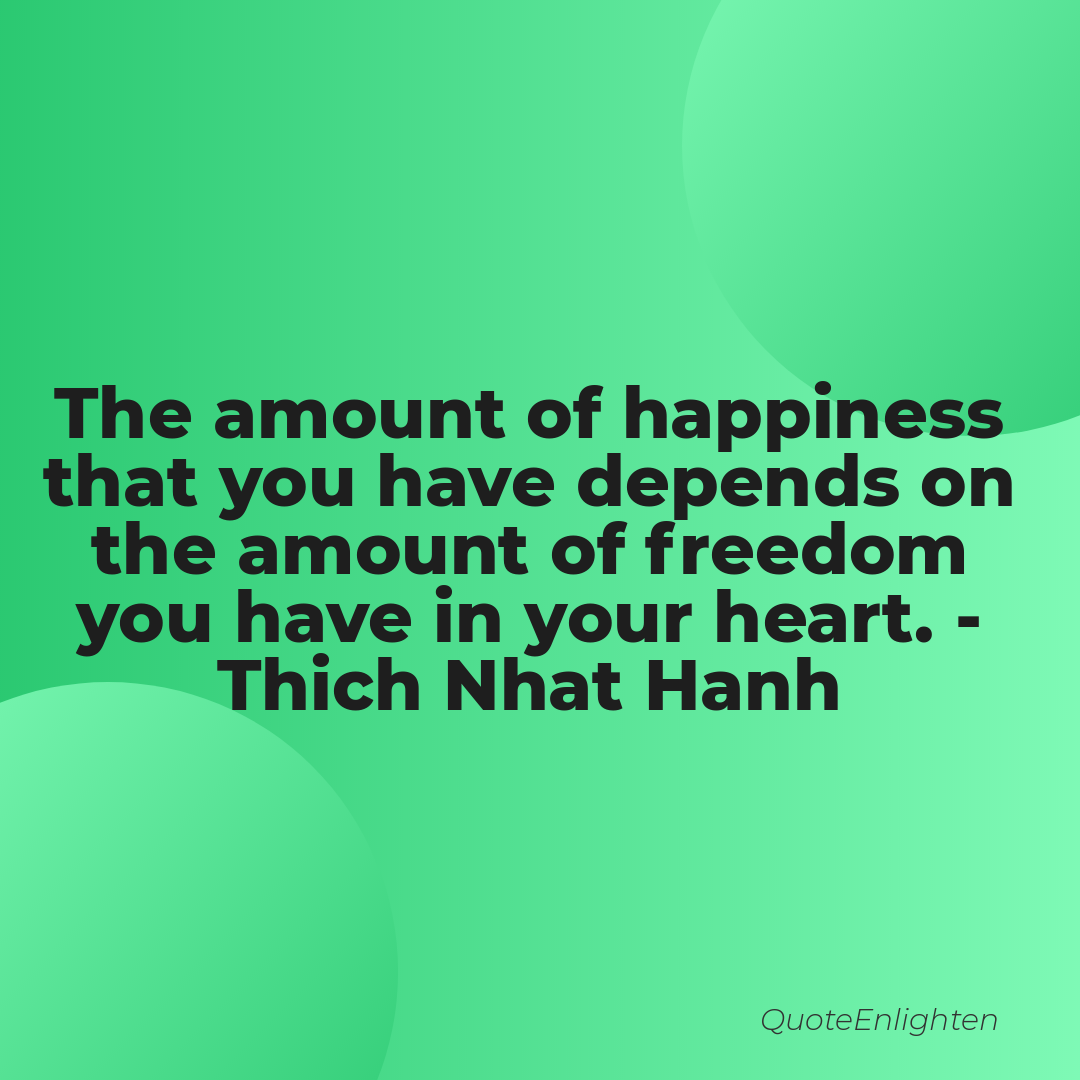 The amount of happiness
that you have depends on
the amount of freedom
you have in your heart. -
Thich Nhat Hanh
QuoteEnlighten